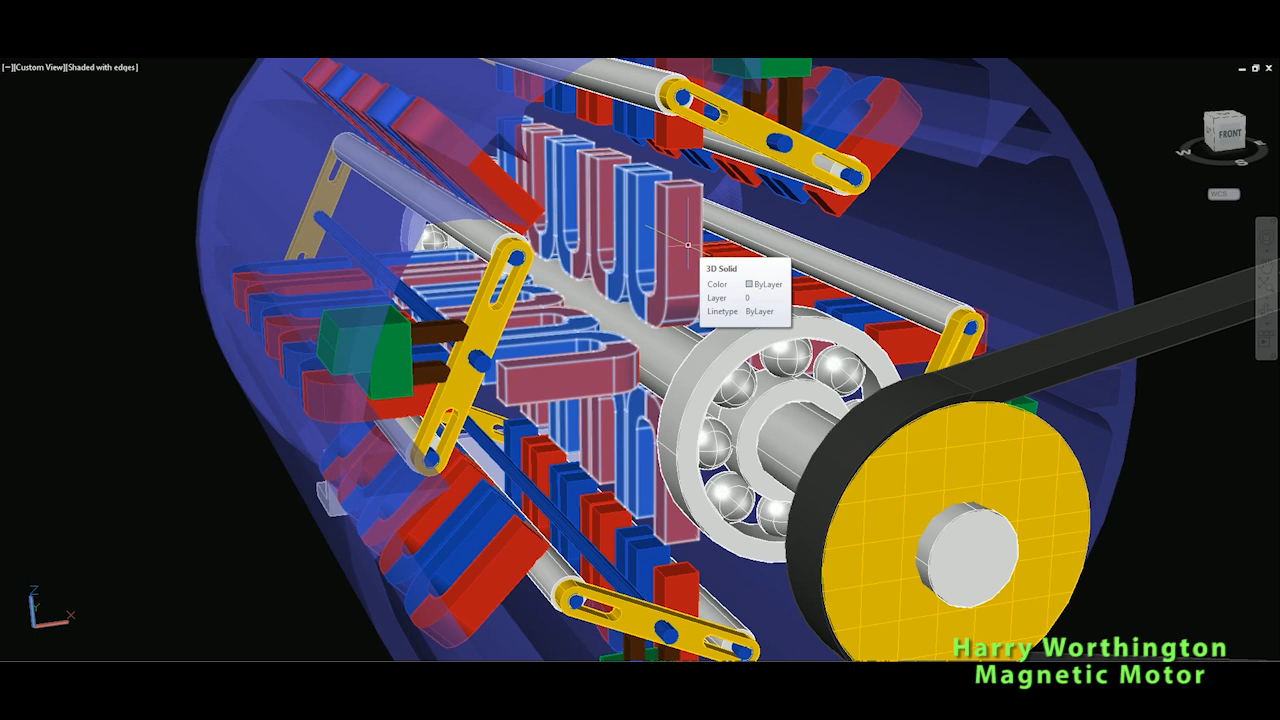 [−][Custom View][Shaded with edges]
FRONT
W
S
WCS
3D Solid
Color ByLayer
Layer 0
Linetype ByLayer
Z
Y
X
Harry Worthington
Magnetic Motor